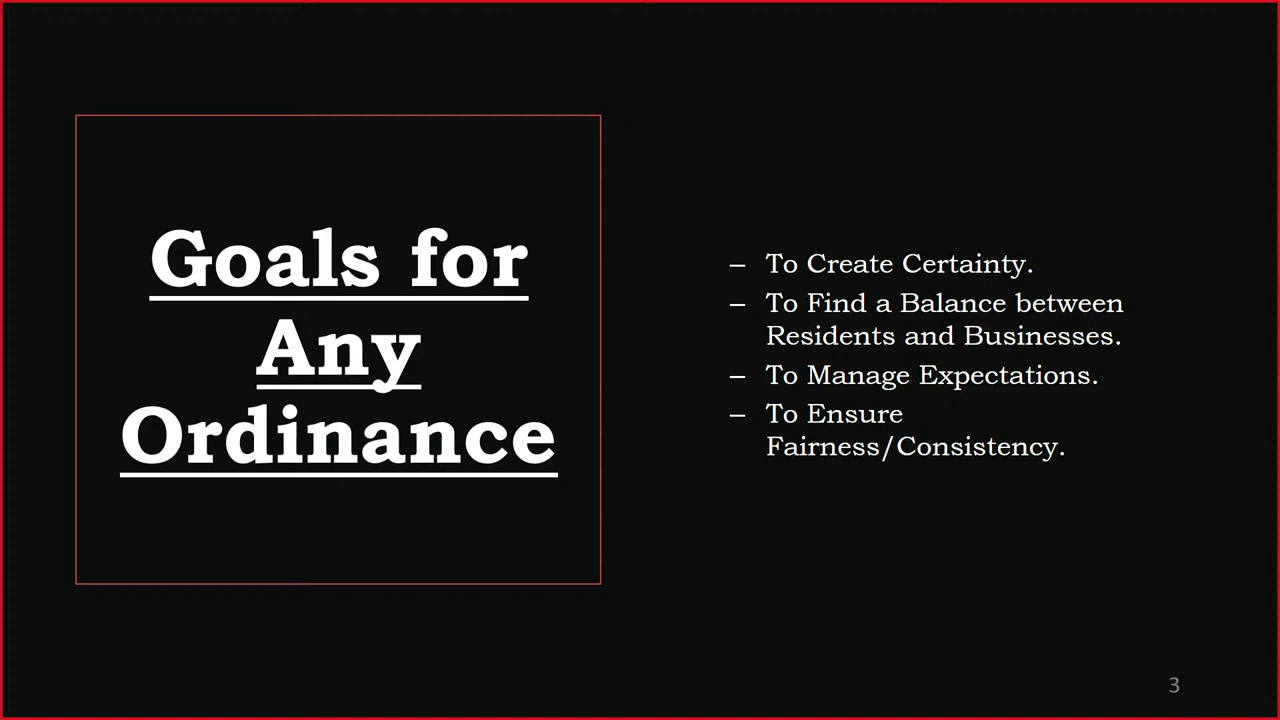 Goals for
Any
Ordinance
– To Create Certainty.
– To Find a Balance between
Residents and Businesses.
– To Manage Expectations.
– To Ensure
Fairness/Consistency.
3